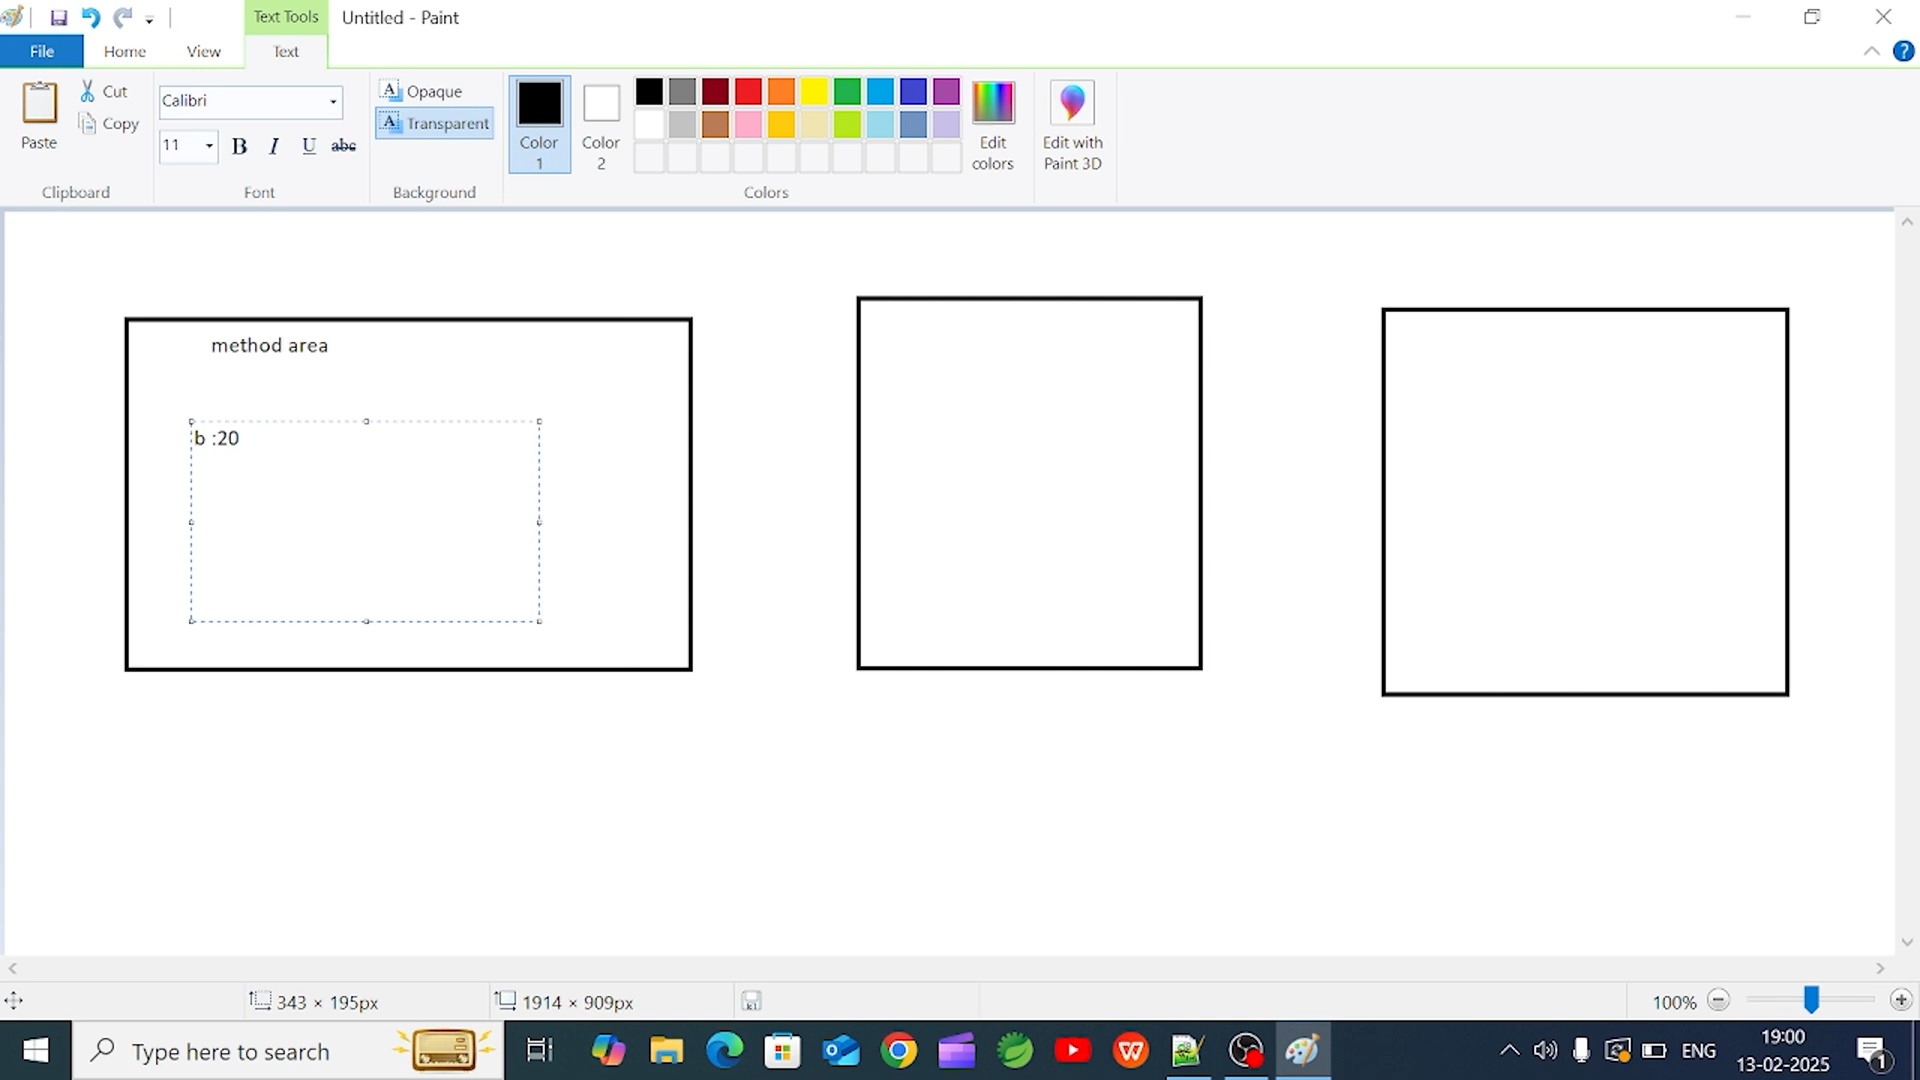 Text Tools
Untitled - Paint
File
Home
View
Text
Paste
Cut
Copy
Clipboard
Calibri
11
B I U abc
Font
A Opaque
A Transparent
Background
Color 1
Color 2
Colors
Edit colors
Edit with Paint 3D
method area
b :20
343 × 195px
1914 × 909px
100%
Type here to search
ENG
19:00
13-02-2025
1